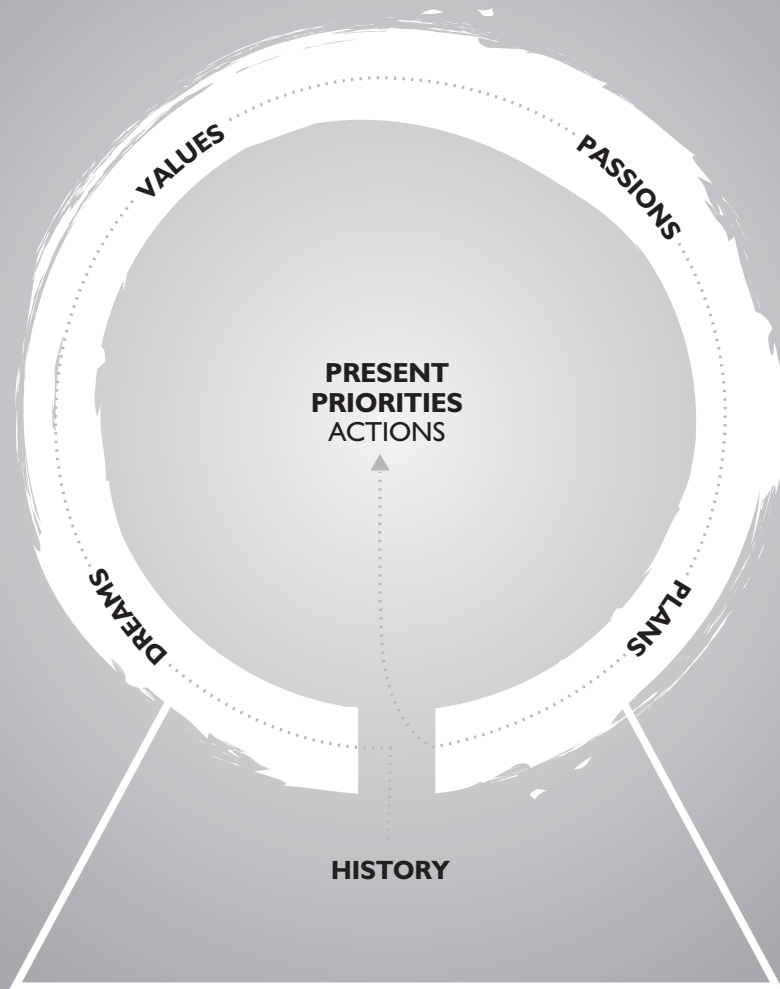 VALUES
PASSIONS
PRESENT
PRIORITIES
ACTIONS
DREAMS
PLANS
HISTORY